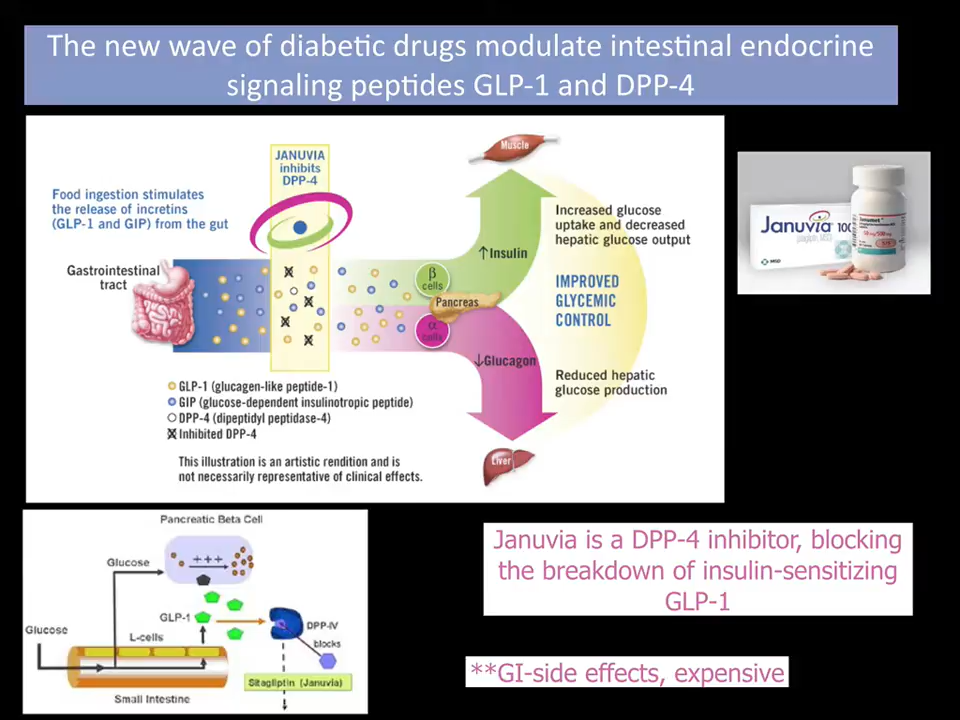 The new wave of diabetic drugs modulate intestinal endocrine
signaling peptides GLP-1 and DPP-4
JANUVIA
inhibits
DPP-4
Food ingestion stimulates
the release of incretins
(GLP-1 and GIP) from the gut
Gastrointestinal
tract
Muscle
↑Insulin
β
cells
Pancreas
α
cells
↓Glucagon
Liver
Increased glucose
uptake and decreased
hepatic glucose output
IMPROVED
GLYCEMIC
CONTROL
Reduced hepatic
glucose production
GLP-1 (glucagen-like peptide-1)
GIP (glucose-dependent insulinotropic peptide)
DPP-4 (dipeptidyl peptidase-4)
Inhibited DPP-4
This illustration is an artistic rendition and is
not necessarily representative of clinical effects.
Januvia 100
MSD
Janumet
Pancreatic Beta Cell
+++
Glucose
GLP-1
DPP-IV
blocks
Glucose
L-cells
Sitagliptin (Januvia)
Small Intestine
Januvia is a DPP-4 inhibitor, blocking
the breakdown of insulin-sensitizing
GLP-1
**GI-side effects, expensive